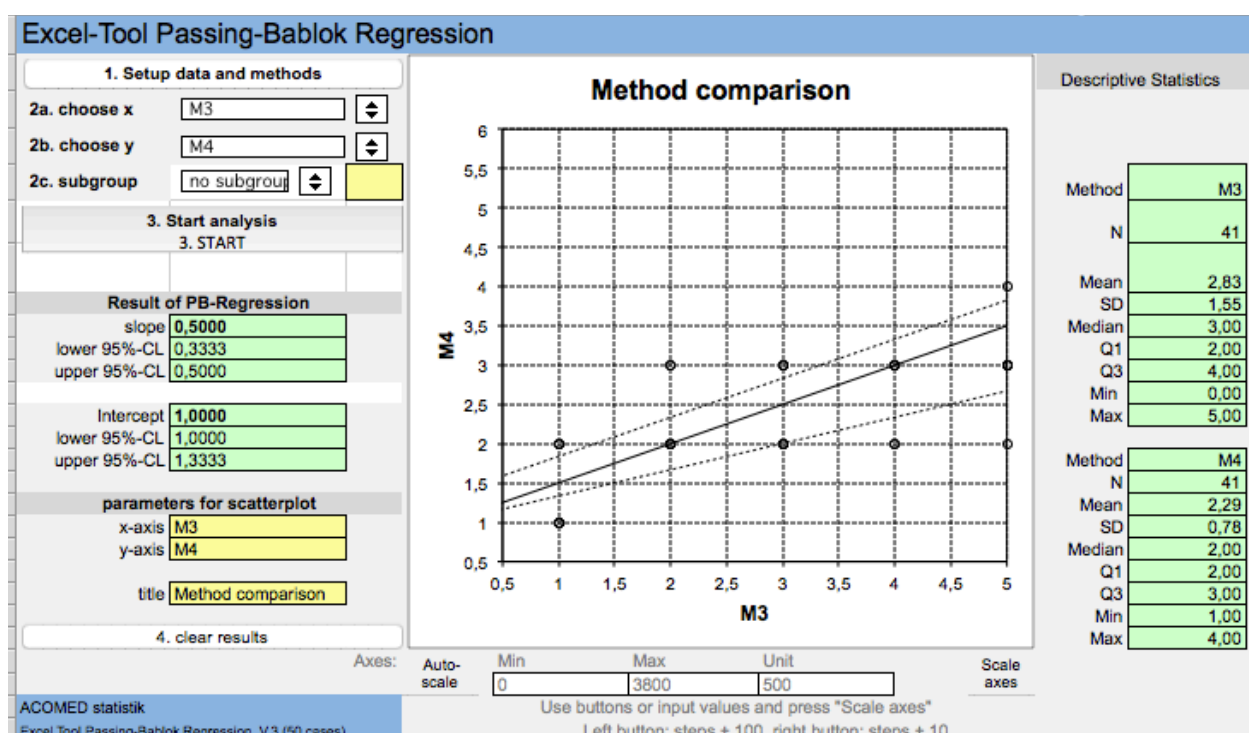 Excel-Tool Passing-Bablok Regression
1. Setup data and methods
2a. choose x M3
2b. choose y M4
2c. subgroup no subgroup
3. Start analysis
3. START
Result of PB-Regression
slope 0,5000
lower 95%-CL 0,3333
upper 95%-CL 0,5000
Intercept 1,0000
lower 95%-CL 1,0000
upper 95%-CL 1,3333
parameters for scatterplot
x-axis M3
y-axis M4
title Method comparison
4. clear results
Method comparison
M4
6
5,5
5
4,5
4
3,5
3
2,5
2
1,5
1
0,5
0,5 1 1,5 2 2,5 3 3,5 4 4,5 5
M3
Axes:
Auto-scale
Min Max Unit
0 3800 500
Scale axes
Use buttons or input values and press "Scale axes"
Left button: steps + 100, right button: steps + 10
Descriptive Statistics
Method M3
N 41
Mean 2,83
SD 1,55
Median 3,00
Q1 2,00
Q3 4,00
Min 0,00
Max 5,00
Method M4
N 41
Mean 2,29
SD 0,78
Median 2,00
Q1 2,00
Q3 3,00
Min 1,00
Max 4,00
ACOMED statistik
Excel Tool Passing-Bablok Regression, V.3 (50 cases)